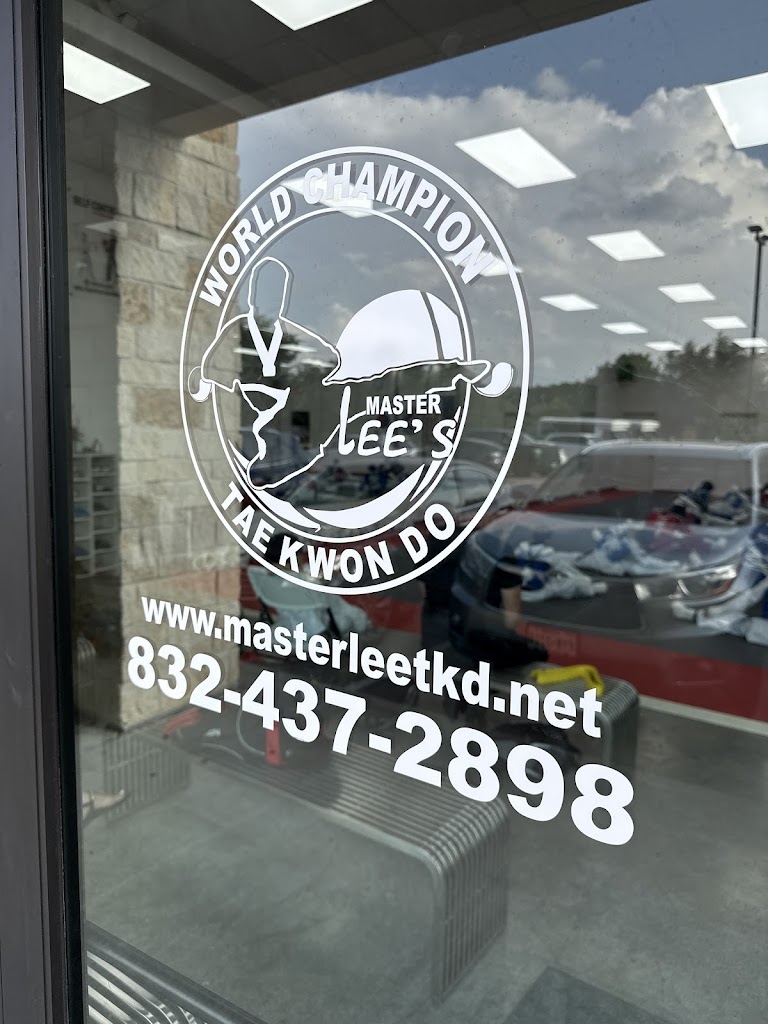 WORLD CHAMPION
MASTER
LEE'S
TAE KWON DO
www.masterleetkd.net
832-437-2898